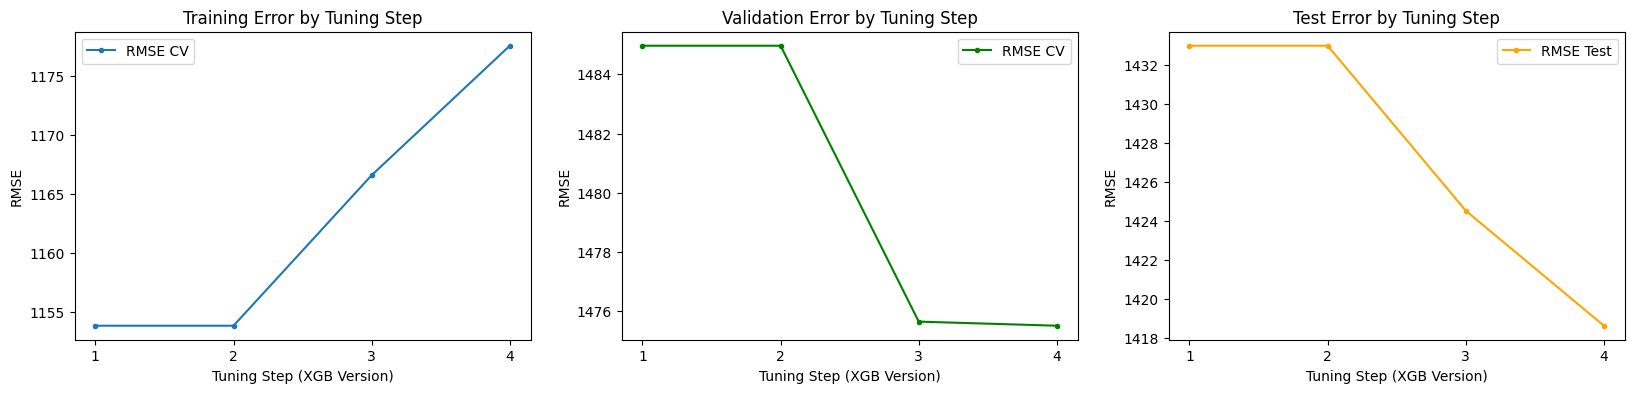 Training Error by Tuning Step
RMSE CV
1175
1170
1165
1160
1155
RMSE
1
2
3
4
Tuning Step (XGB Version)
Validation Error by Tuning Step
RMSE CV
1484
1482
1480
1478
1476
RMSE
1
2
3
4
Tuning Step (XGB Version)
Test Error by Tuning Step
RMSE Test
1432
1430
1428
1426
1424
1422
1420
1418
RMSE
1
2
3
4
Tuning Step (XGB Version)